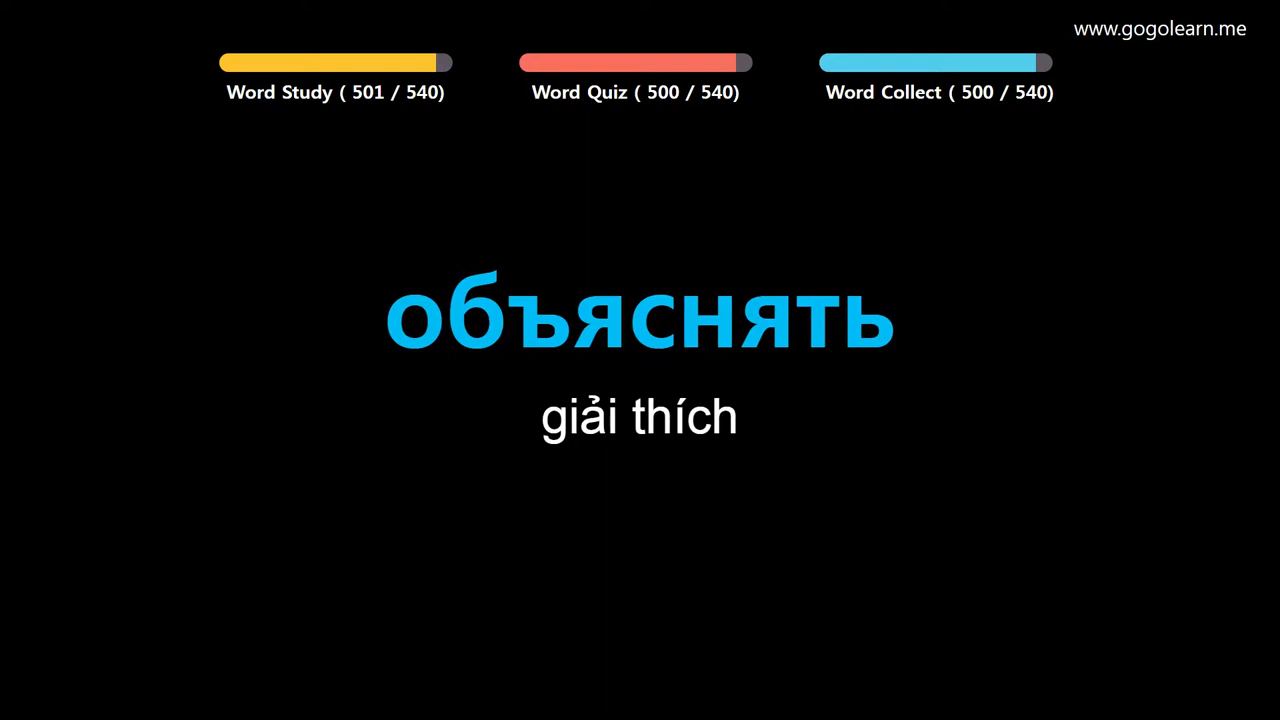 www.gogolearn.me
Word Study ( 501 / 540)
Word Quiz ( 500 / 540)
Word Collect ( 500 / 540)
объяснять
giải thích